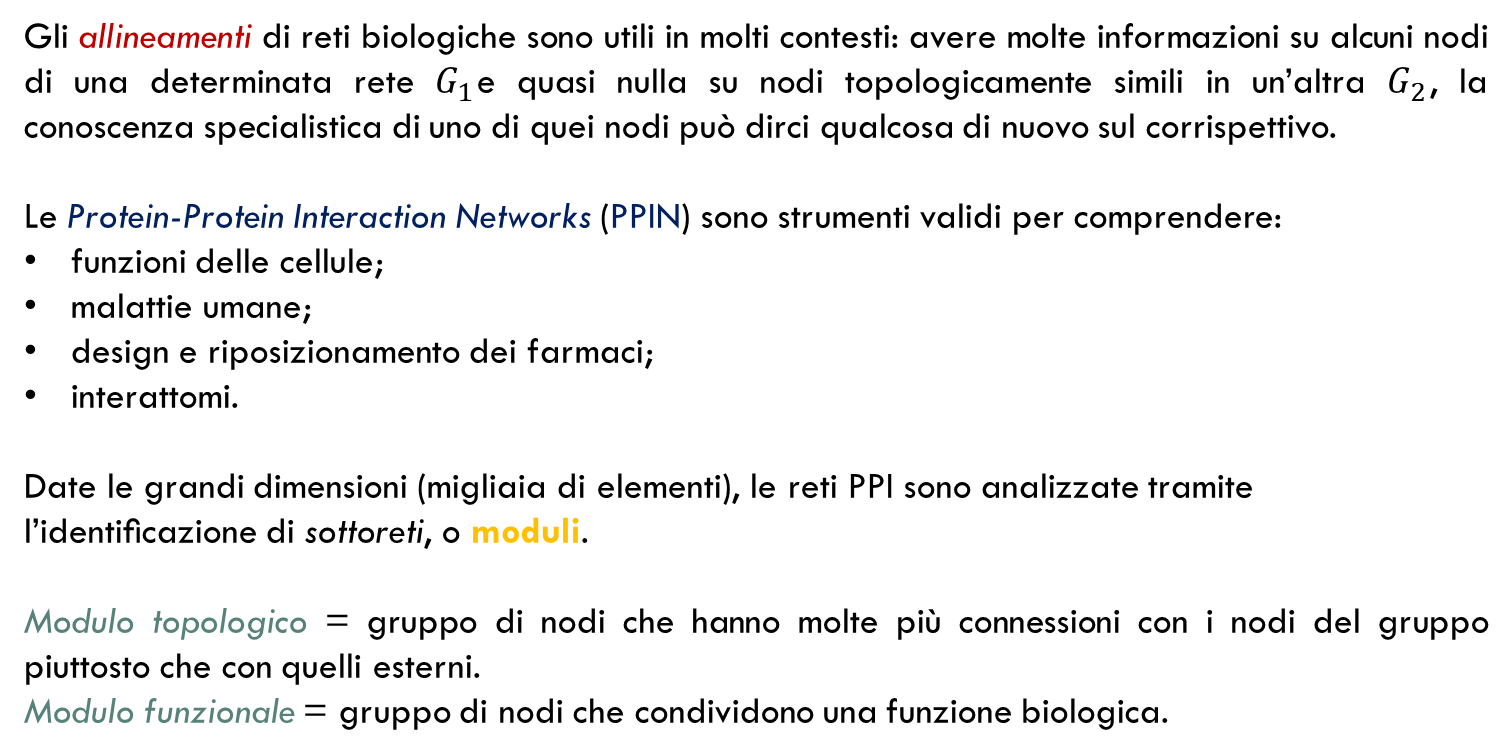 Gli allineamenti di reti biologiche sono utili in molti contesti: avere molte informazioni su alcuni nodi
di una determinata rete G₁e quasi nulla su nodi topologicamente simili in un’altra G₂, la
conoscenza specialistica di uno di quei nodi può dirci qualcosa di nuovo sul corrispettivo.
Le Protein-Protein Interaction Networks (PPIN) sono strumenti validi per comprendere:
• funzioni delle cellule;
• malattie umane;
• design e riposizionamento dei farmaci;
• interattomi.
Date le grandi dimensioni (migliaia di elementi), le reti PPI sono analizzate tramite
l’identificazione di sottoreti, o moduli.
Modulo topologico = gruppo di nodi che hanno molte più connessioni con i nodi del gruppo
piuttosto che con quelli esterni.
Modulo funzionale = gruppo di nodi che condividono una funzione biologica.